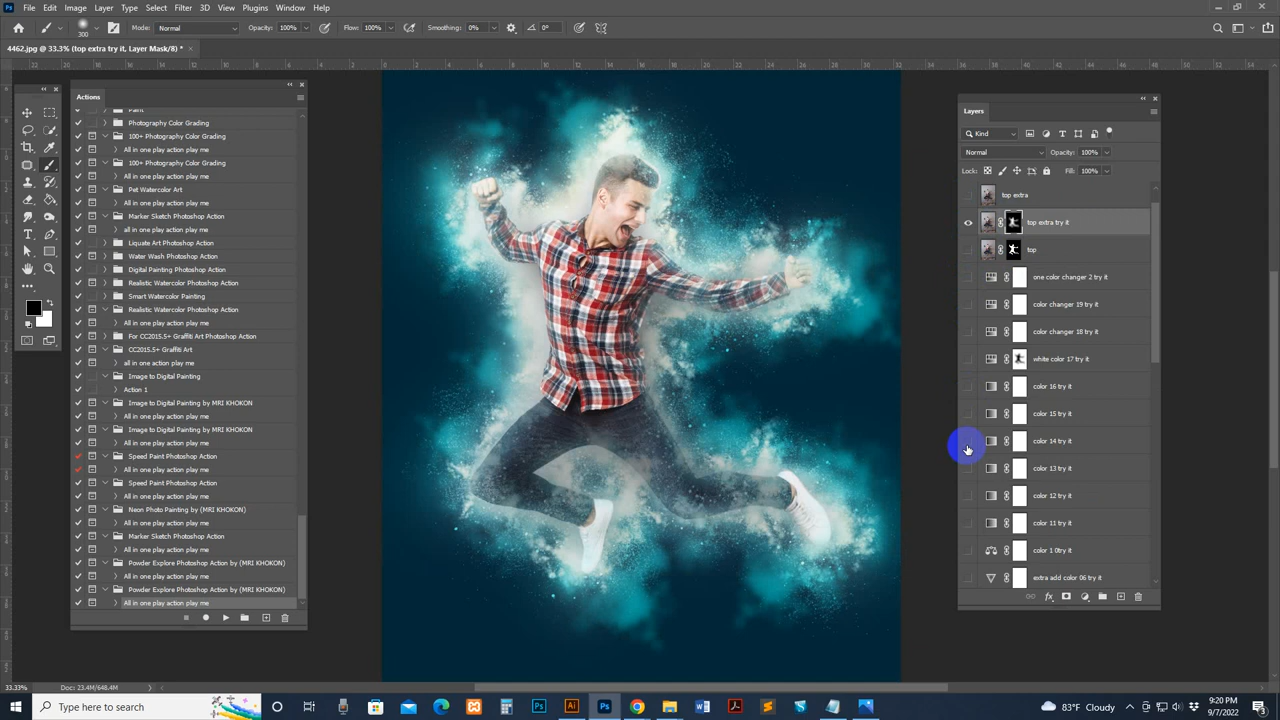 File Edit Image Layer Type Select Filter 3D View Plugins Window Help
300 Mode: Normal Opacity: 100% Flow: 100% Smoothing: 0% 0°
4462.jpg @ 33.3% (top extra try it, Layer Mask/8) *
Actions
Paint
Photography Color Grading
100+ Photography Color Grading
All in one play action play me
100+ Photography Color Grading
All in one play action play me
Pet Watercolor Art
All in one play action play me
Marker Sketch Photoshop Action
all in one play action play me
Liquate Art Photoshop Action
Water Wash Photoshop Action
Digital Painting Photoshop Action
Realistic Watercolor Photoshop Action
Smart Watercolor Painting
Realistic Watercolor Photoshop Action
All in one play action play me
For CC2015.5+ Graffiti Art Photoshop Action
CC2015.5+ Graffiti Art
all in one play action play me
Image to Digital Painting
Action 1
Image to Digital Painting by MRI KHOKON
All in one play action play me
Image to Digital Painting by MRI KHOKON
All in one play action play me
Speed Paint Photoshop Action
All in one play action play me
Speed Paint Photoshop Action
All in one play action play me
Neon Photo Painting by (MRI KHOKON)
All in one play action play me
Marker Sketch Photoshop Action
All in one play action play me
Powder Explore Photoshop Action by (MRI KHOKON)
All in one play action play me
Powder Explore Photoshop Action by (MRI KHOKON)
All in one play action play me
Layers
Kind
Normal Opacity: 100%
Lock: Fill: 100%
top extra
top extra try it
top
one color changer 2 try it
color changer 19 try it
color changer 18 try it
white color 17 try it
color 16 try it
color 15 try it
color 14 try it
color 13 try it
color 12 try it
color 11 try it
color 1 0try it
extra add color 06 try it
33.33% Doc: 23.4M/648.4M
Type here to search
83°F Cloudy
9:20 PM
9/7/2022